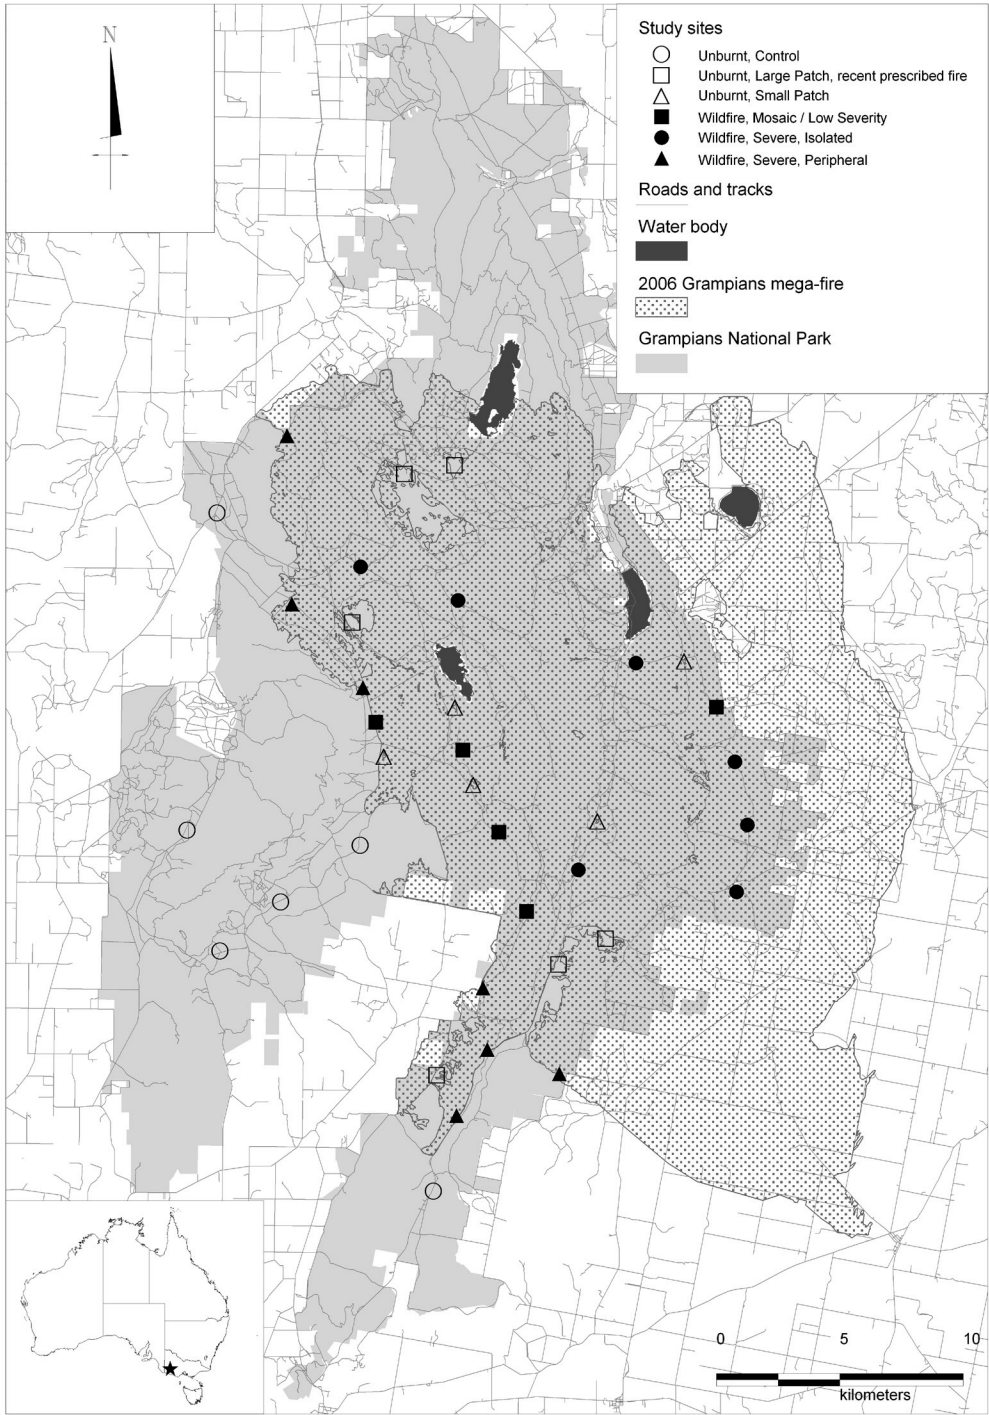 N
Study sites
Unburnt, Control
Unburnt, Large Patch, recent prescribed fire
Unburnt, Small Patch
Wildfire, Mosaic / Low Severity
Wildfire, Severe, Isolated
Wildfire, Severe, Peripheral
Roads and tracks
Water body
2006 Grampians mega-fire
Grampians National Park
0 5 10
kilometers